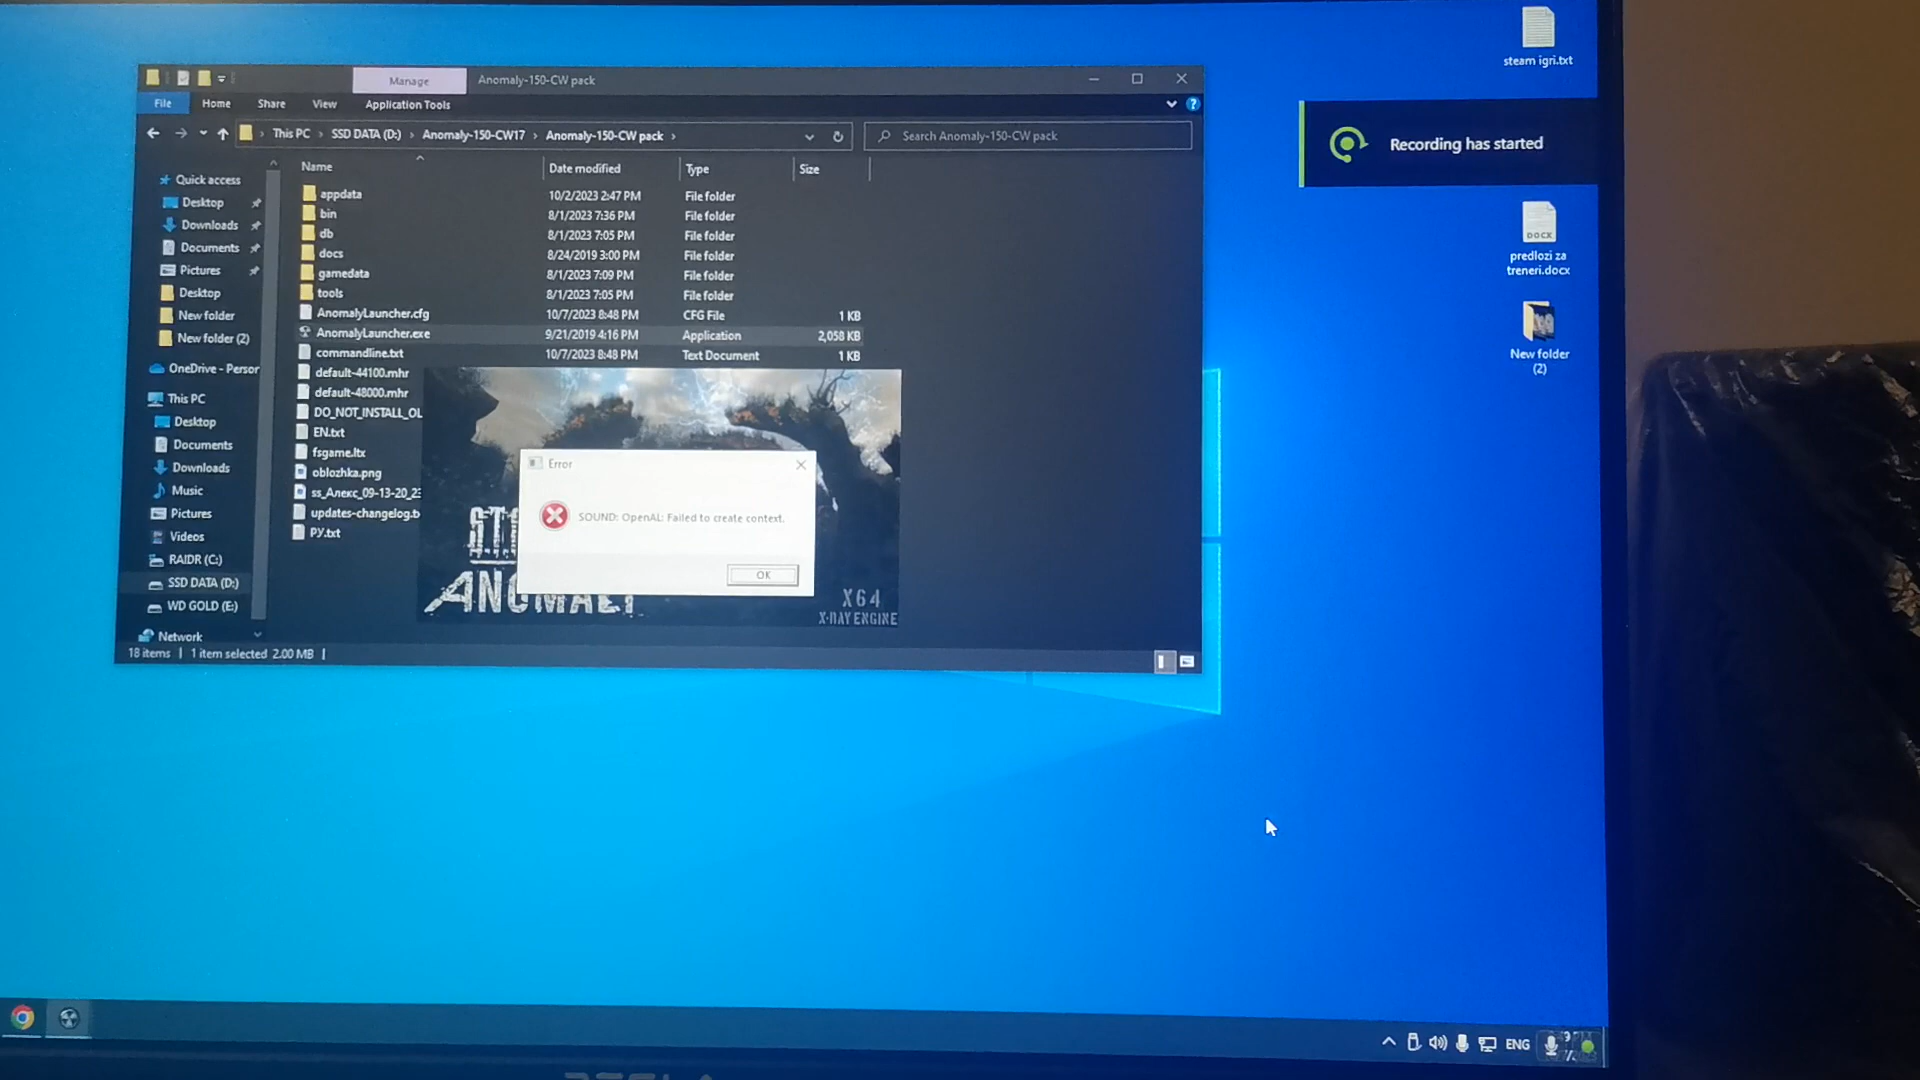 steam igri.txt
Manage
Anomaly-150-CW pack
File
Home
Share
View
Application Tools
This PC > SSD DATA (D:) > Anomaly-150-CW17 > Anomaly-150-CW pack >
Search Anomaly-150-CW pack
Recording has started
Name
Date modified
Type
Size
Quick access
Desktop
Downloads
Documents
Pictures
Desktop
New folder
New folder (2)
OneDrive - Person
This PC
Desktop
Documents
Downloads
Music
Pictures
Videos
RAIDR (C:)
SSD DATA (D:)
WD GOLD (E:)
Network
appdata 10/2/2023 2:47 PM File folder
bin 8/1/2023 7:36 PM File folder
db 8/1/2023 7:05 PM File folder
docs 8/24/2019 3:00 PM File folder
gamedata 8/1/2023 7:09 PM File folder
tools 8/1/2023 7:05 PM File folder
AnomalyLauncher.cfg 10/7/2023 8:48 PM CFG File 1 KB
AnomalyLauncher.exe 9/21/2019 4:16 PM Application 2,058 KB
commandline.txt 10/7/2023 8:48 PM Text Document 1 KB
default-44100.mhr
default-48000.mhr
DO_NOT_INSTALL_OL
EN.txt
fsgame.ltx
oblozhka.png
ss_Алекс_09-13-20_23
updates-changelog.tx
РУ.txt
Error
SOUND: OpenAL: Failed to create context.
OK
ANOMALY
X64
X-RAY ENGINE
18 items
1 item selected 2.00 MB
DOCX
predlozi za
treneri.docx
New folder
(2)
ENG